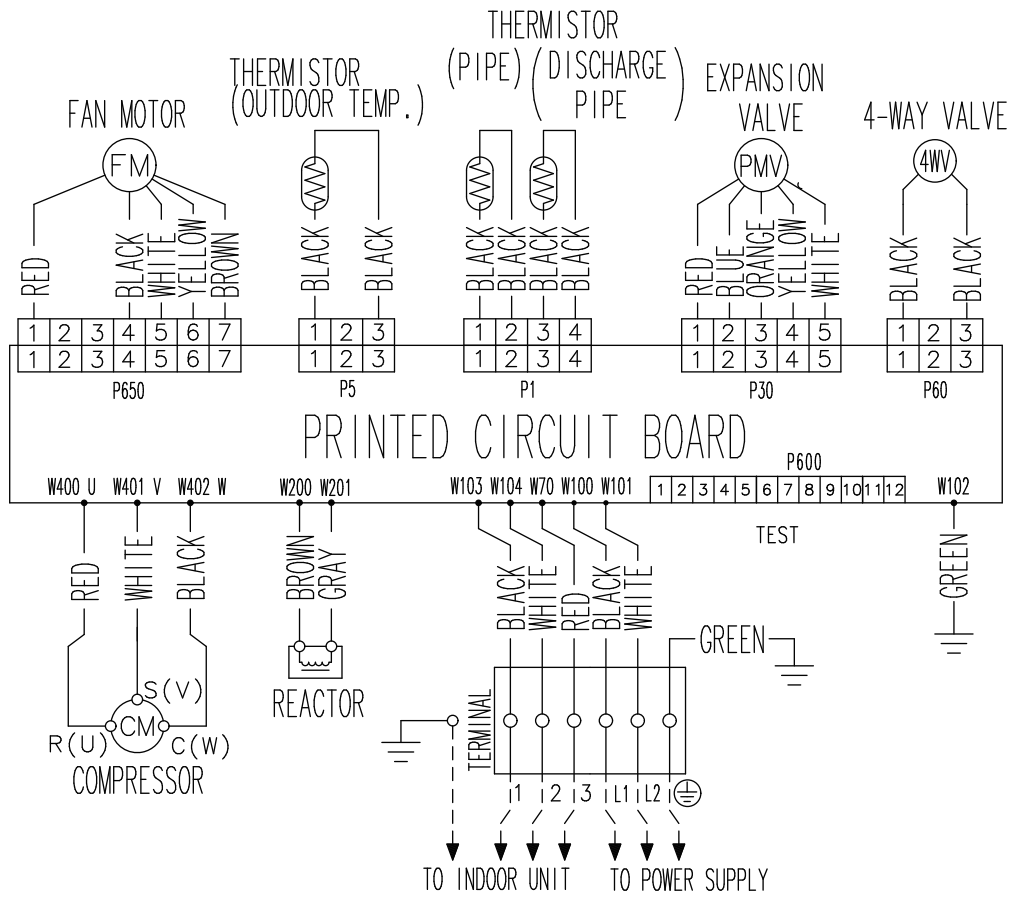 THERMISTOR
(PIPE) (DISCHARGE PIPE)
THERMISTOR
(OUTDOOR TEMP.)
EXPANSION
VALVE
FAN MOTOR
4-WAY VALVE
FM
PMV
4WV
RED BLACK WHITE YELLOW BROWN
BLACK BLACK
BLACK BLACK BLACK BLACK
RED BLUE ORANGE YELLOW WHITE
BLACK BLACK
1 2 3 4 5 6 7
1 2 3 4 5 6 7
P650
1 2 3
1 2 3
P5
1 2 3 4
1 2 3 4
P1
1 2 3 4 5
1 2 3 4 5
P30
1 2 3
1 2 3
P60
PRINTED CIRCUIT BOARD
P600
W400 U W401 V W402 W W200 W201 W103 W104 W70 W100 W101 1 2 3 4 5 6 7 8 9 10 11 12 W102
TEST
RED WHITE BLACK
BROWN GRAY
BLACK WHITE RED BLACK WHITE
GREEN
GREEN
REACTOR
S(V)
CM
R(U) C(W)
COMPRESSOR
TERMINAL
1 2 3 L1 L2
TO INDOOR UNIT TO POWER SUPPLY